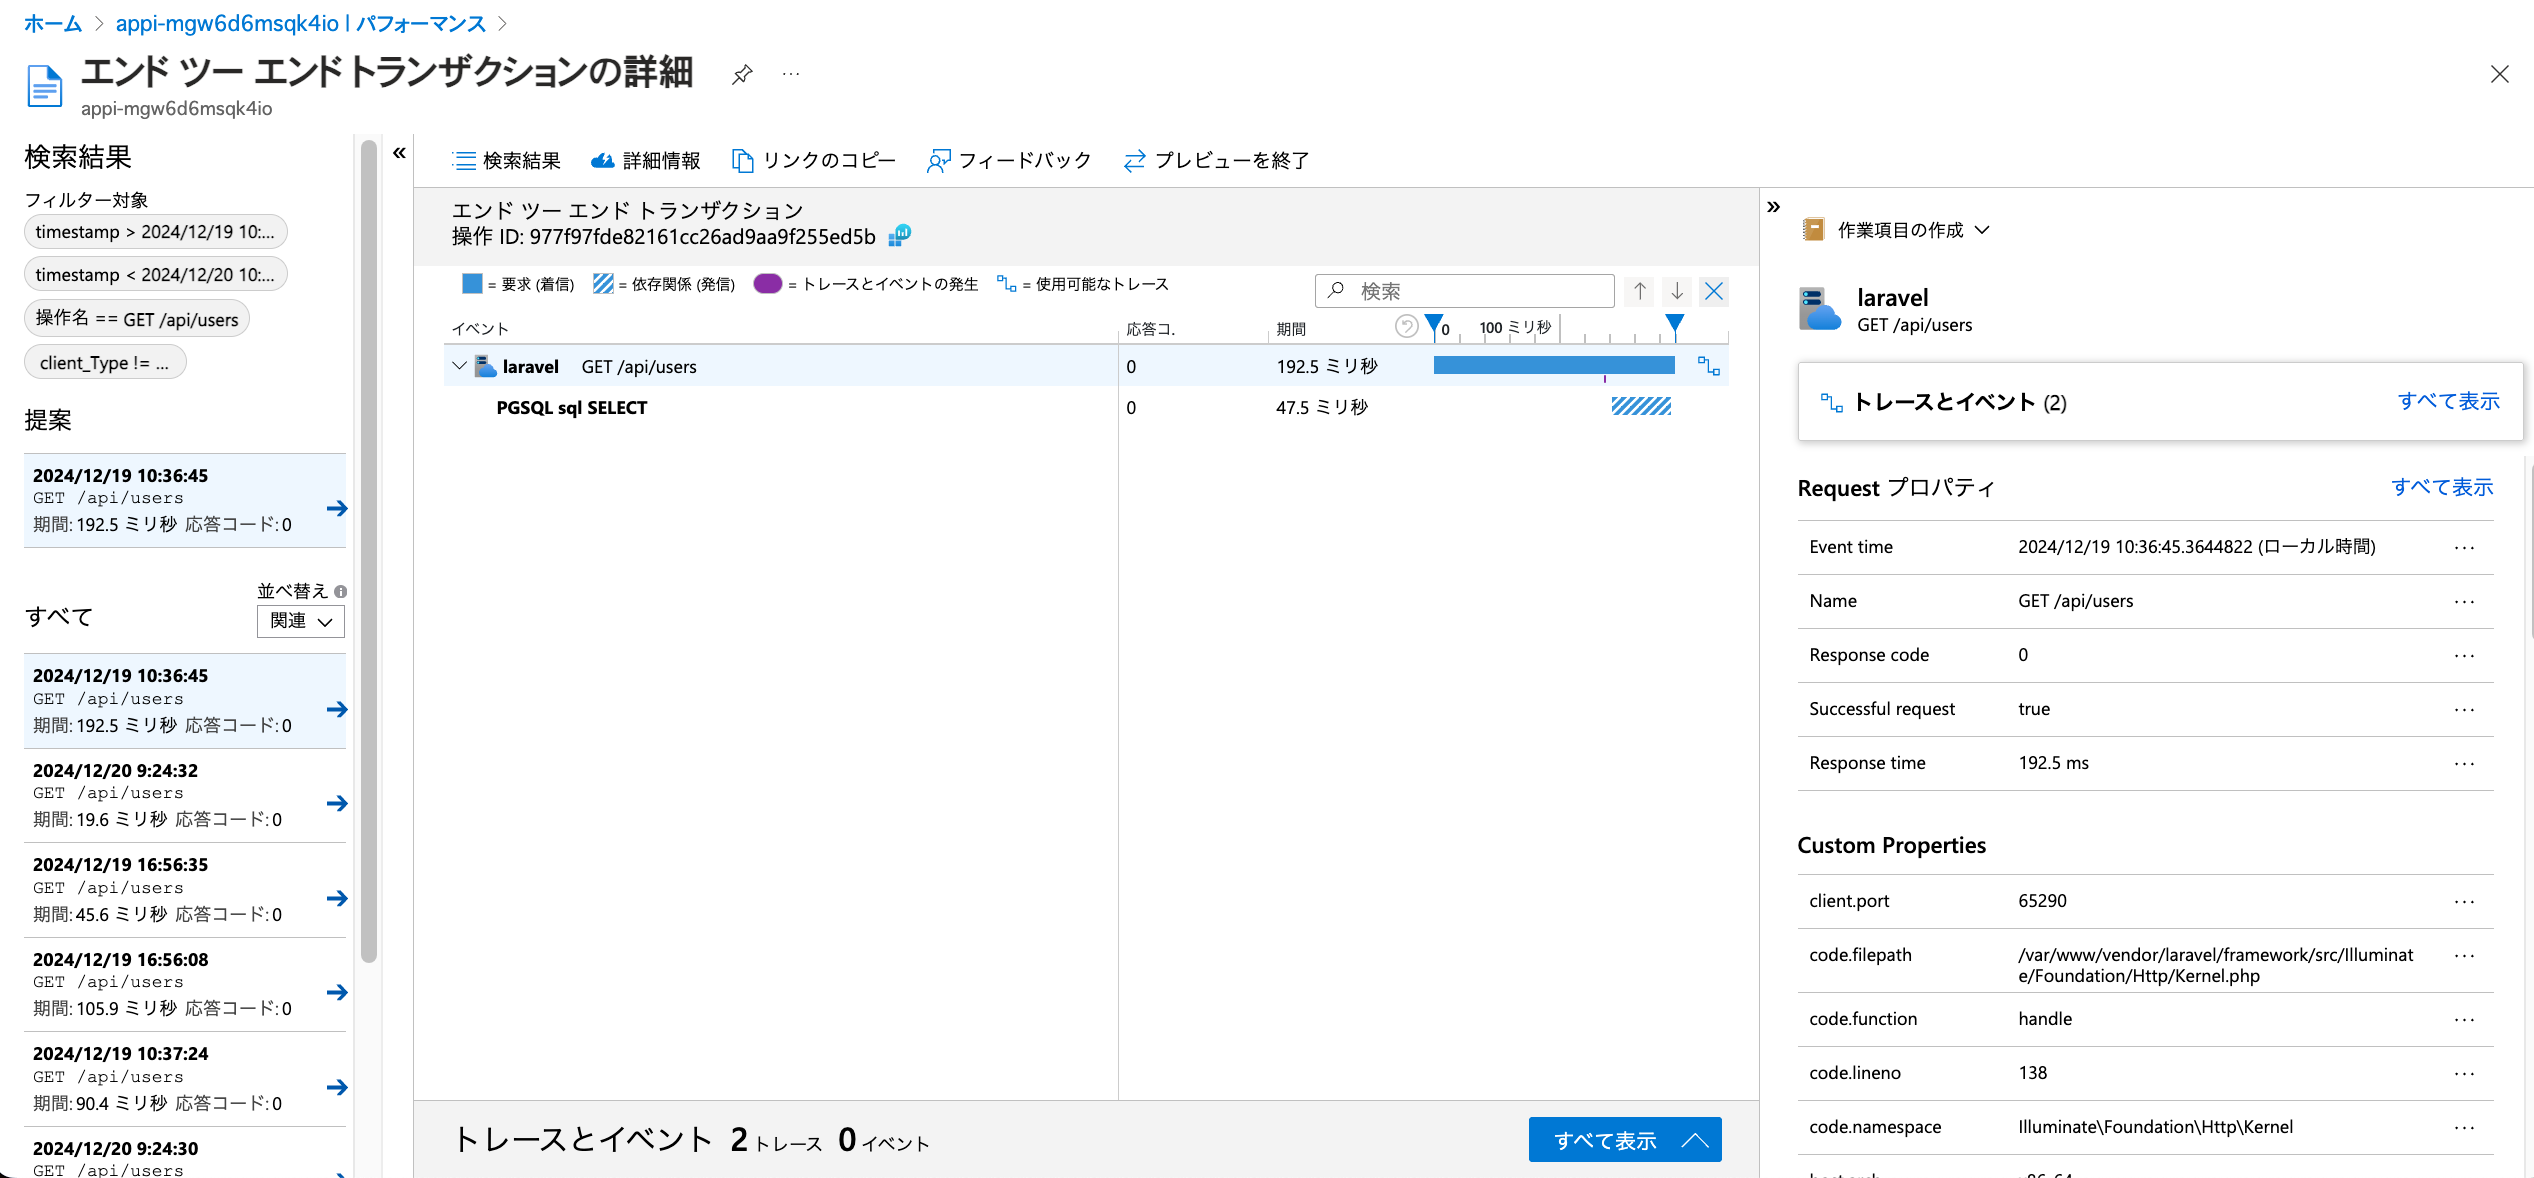 ホーム > appi-mgw6d6msqk4io | パフォーマンス >
エンド ツー エンド トランザクションの詳細 ...
appi-mgw6d6msqk4io
検索結果
フィルター対象
timestamp > 2024/12/19 10:...
timestamp < 2024/12/20 10:...
操作名 == GET /api/users
client_Type != ...
提案
2024/12/19 10:36:45
GET /api/users
期間: 192.5 ミリ秒 応答コード: 0
並べ替え
すべて
関連
2024/12/19 10:36:45
GET /api/users
期間: 192.5 ミリ秒 応答コード: 0
2024/12/20 9:24:32
GET /api/users
期間: 19.6 ミリ秒 応答コード: 0
2024/12/19 16:56:35
GET /api/users
期間: 45.6 ミリ秒 応答コード: 0
2024/12/19 16:56:08
GET /api/users
期間: 105.9 ミリ秒 応答コード: 0
2024/12/19 10:37:24
GET /api/users
期間: 90.4 ミリ秒 応答コード: 0
2024/12/20 9:24:30
GET /api/users
検索結果 詳細情報 リンクのコピー フィードバック プレビューを終了
エンド ツー エンド トランザクション
操作 ID: 977f97fde82161cc26ad9aa9f255ed5b
= 要求 (着信) = 依存関係 (発信) = トレースとイベントの発生 = 使用可能なトレース
検索
イベント 応答コ. 期間 0 100 ミリ秒
laravel GET /api/users 0 192.5 ミリ秒
PGSQL sql SELECT 0 47.5 ミリ秒
トレースとイベント 2 トレース 0 イベント
すべて表示
作業項目の作成
laravel
GET /api/users
トレースとイベント (2) すべて表示
Request プロパティ すべて表示
Event time 2024/12/19 10:36:45.3644822 (ローカル時間) ...
Name GET /api/users ...
Response code 0 ...
Successful request true ...
Response time 192.5 ms ...
Custom Properties
client.port 65290 ...
code.filepath /var/www/vendor/laravel/framework/src/Illuminat
e/Foundation/Http/Kernel.php ...
code.function handle ...
code.lineno 138 ...
code.namespace Illuminate\Foundation\Http\Kernel ...